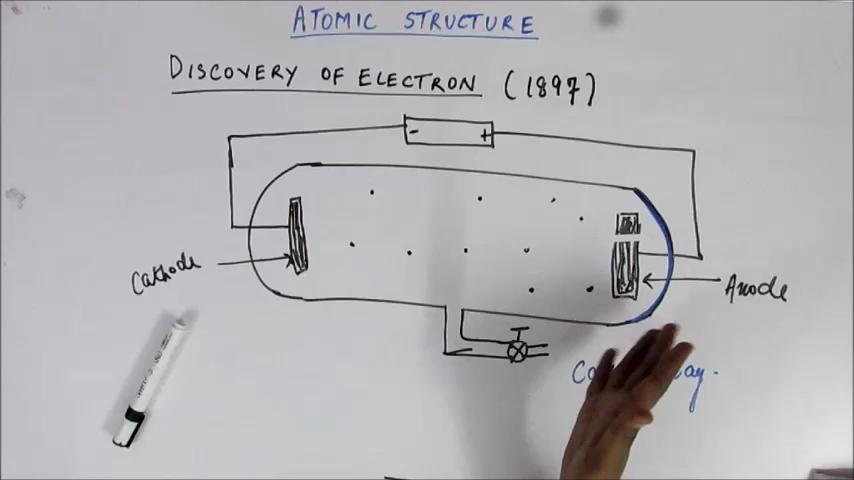 ATOMIC STRUCTURE
DISCOVERY OF ELECTRON (1897)
- +
Cathode
Anode